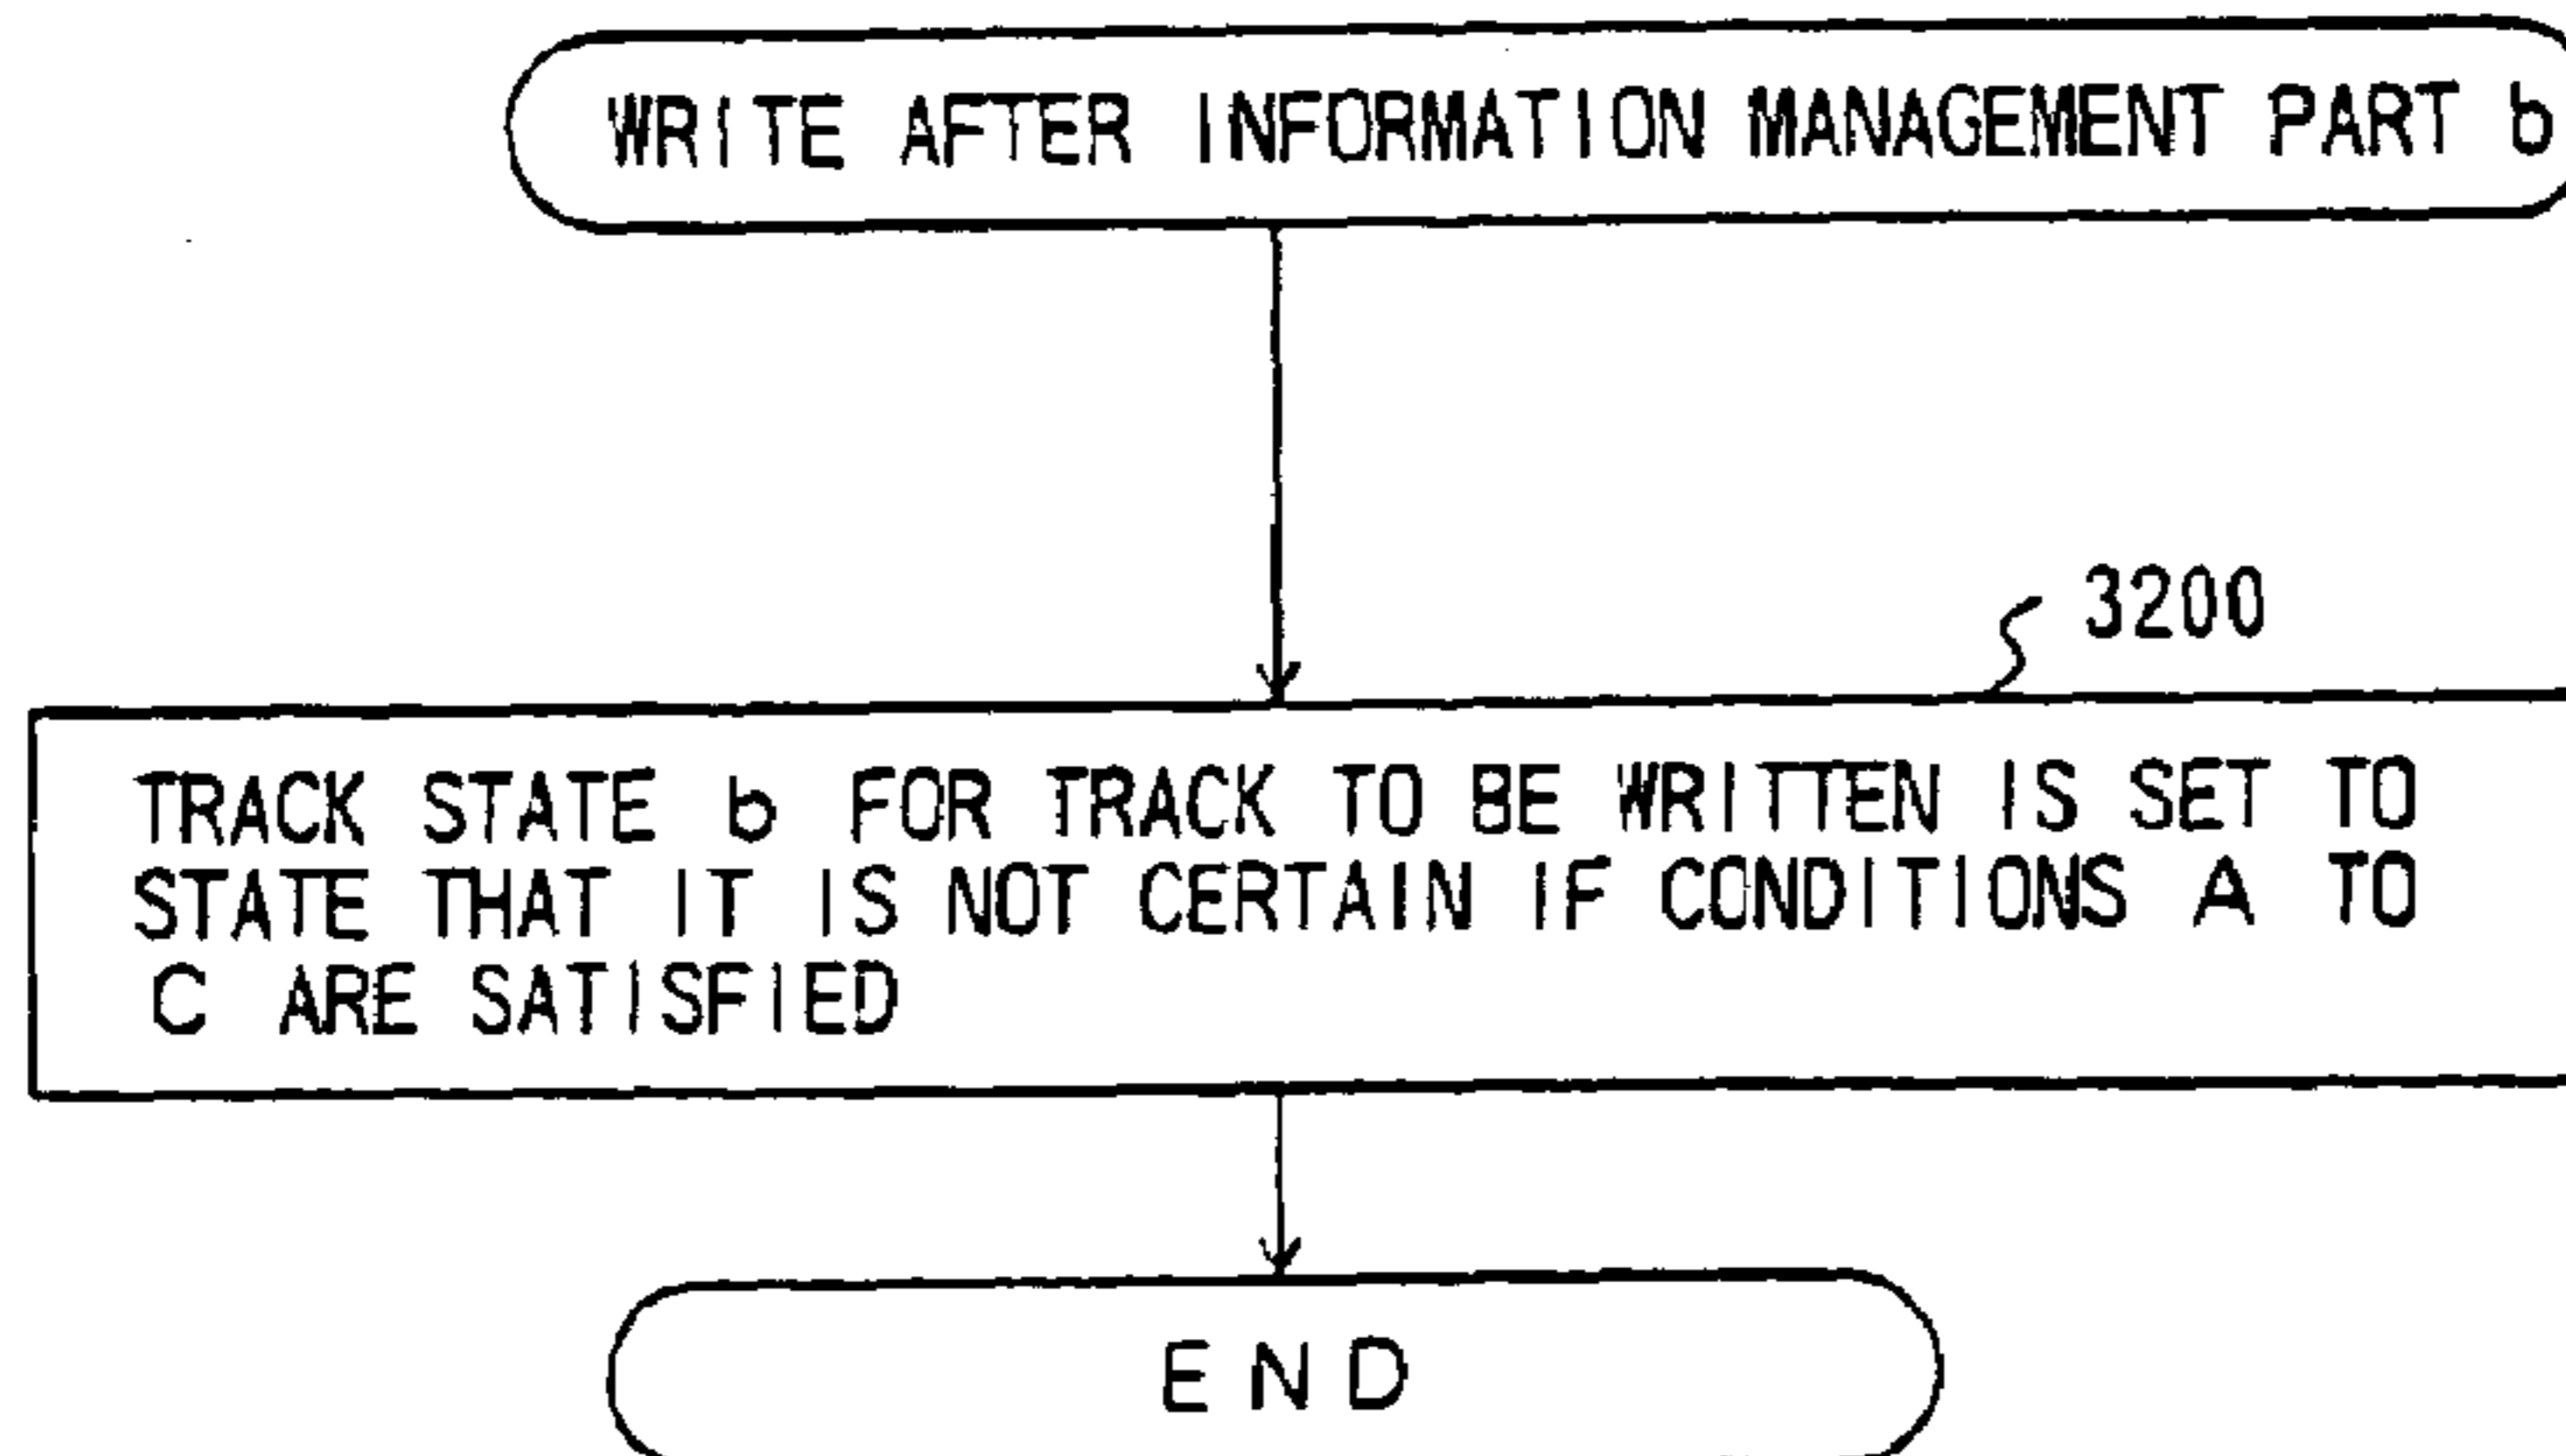 WRITE AFTER INFORMATION MANAGEMENT PART b
3200
TRACK STATE b FOR TRACK TO BE WRITTEN IS SET TO
STATE THAT IT IS NOT CERTAIN IF CONDITIONS A TO
C ARE SATISFIED
END